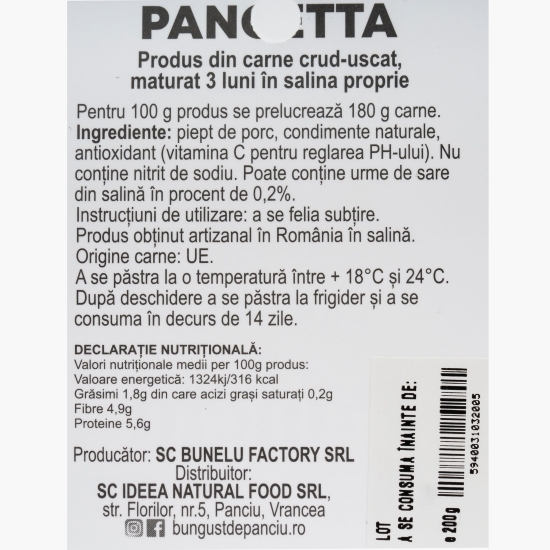 PANCETTA
Produs din carne crud-uscat,
maturat 3 luni în salina proprie
Pentru 100 g produs se prelucrează 180 g carne.
Ingrediente: piept de porc, condimente naturale,
antioxidant (vitamina C pentru reglarea PH-ului). Nu
conține nitrit de sodiu. Poate conține urme de sare
din salină în procent de 0,2%.
Instrucțiuni de utilizare: a se felia subțire.
Produs obținut artizanal în România în salină.
Origine carne: UE.
A se păstra la o temperatură între + 18°C și 24°C.
După deschidere a se păstra la frigider și a se
consuma în decurs de 14 zile.
DECLARAȚIE NUTRIȚIONALĂ:
Valori nutriționale medii per 100g produs:
Valoare energetică: 1324kj/316 kcal
Grăsimi 1,8g din care acizi grași saturați 0,2g
Fibre 4,9g
Proteine 5,6g
Producător: SC BUNELU FACTORY SRL
Distribuitor:
SC IDEEA NATURAL FOOD SRL,
str. Florilor, nr.5, Panciu, Vrancea
bungustdepanciu.ro
LOT
A SE CONSUMA ÎNAINTE DE:
e 200g
5940031032005